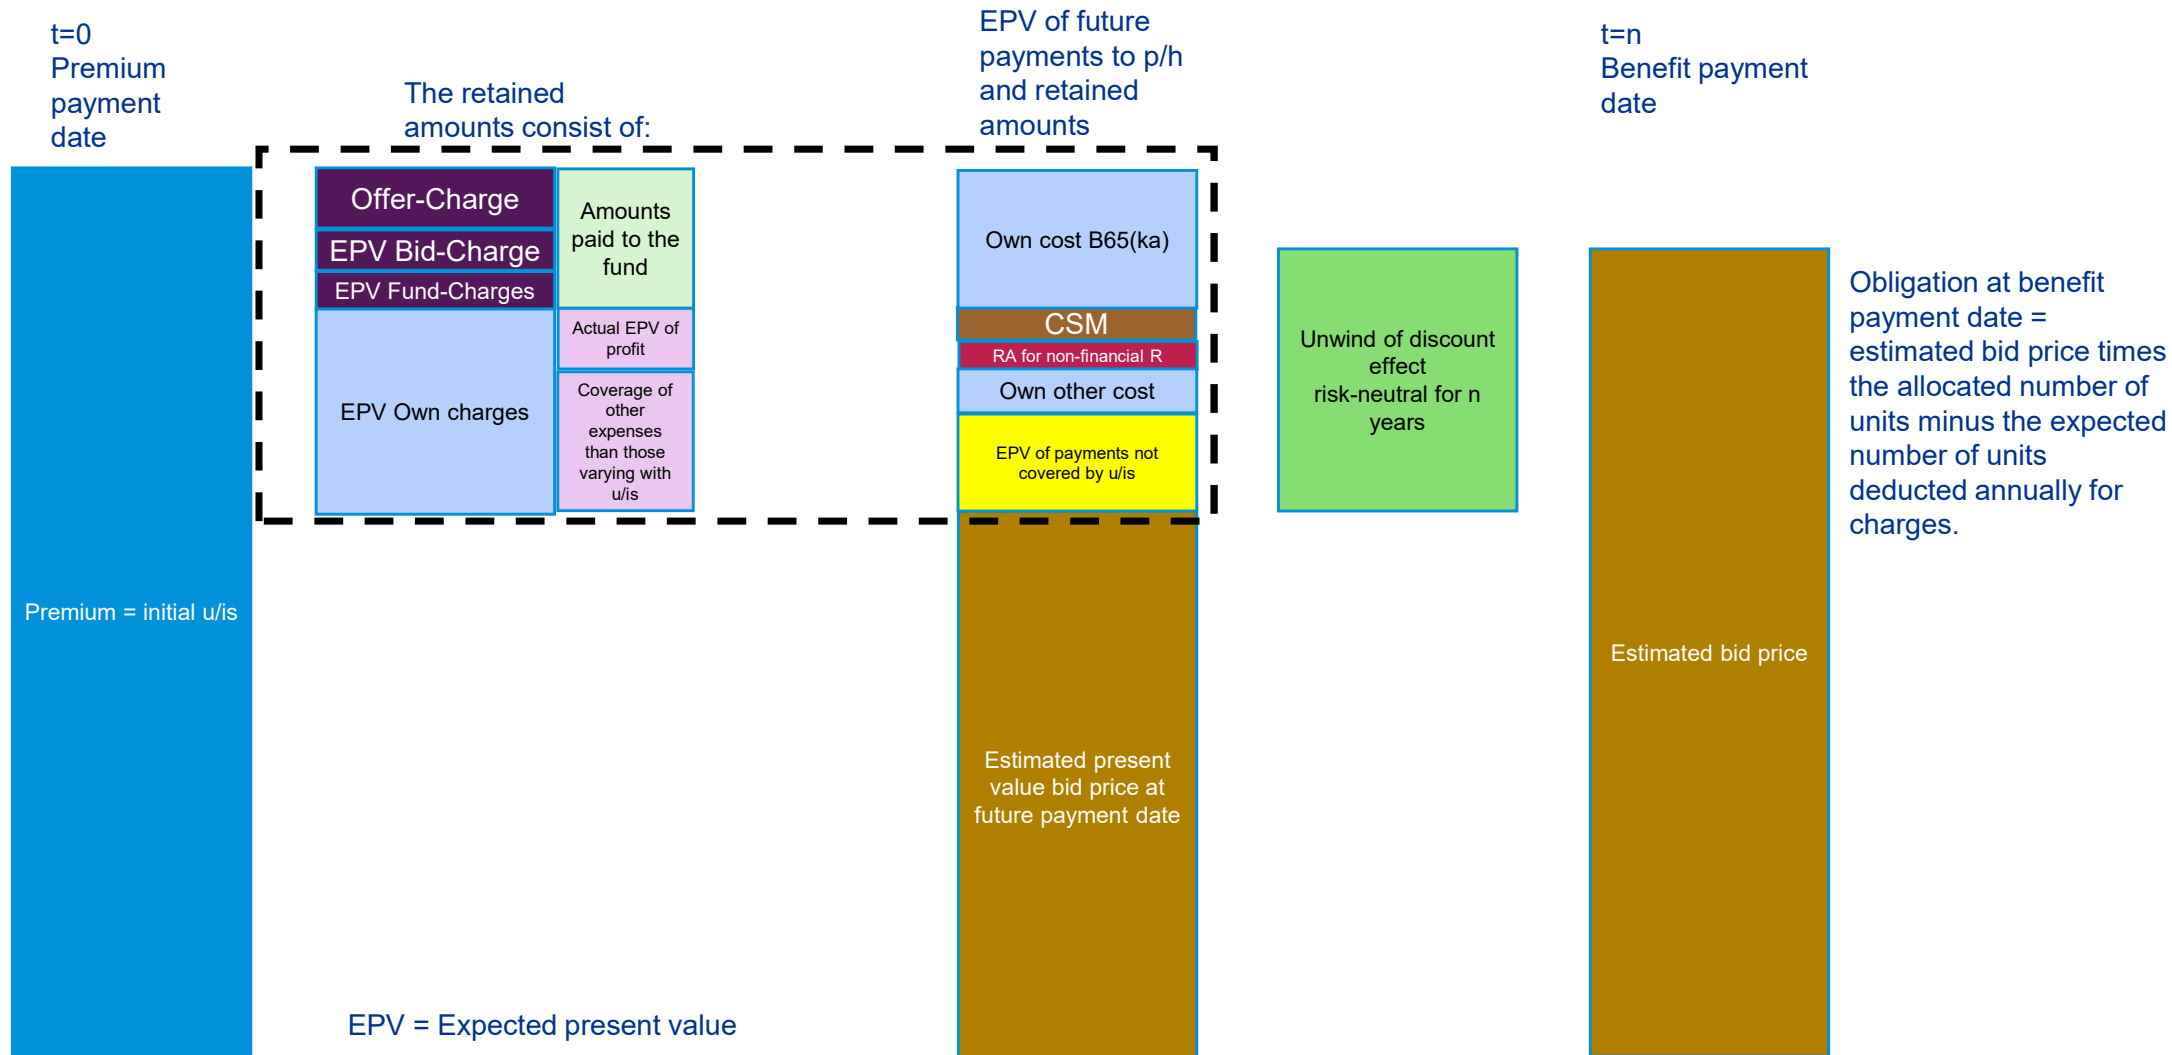 t=0
Premium
payment
date
The retained
amounts consist of:
EPV of future
payments to p/h
and retained
amounts
t=n
Benefit payment
date
Premium = initial u/is
Offer-Charge
EPV Bid-Charge
EPV Fund-Charges
EPV Own charges
Amounts
paid to the
fund
Actual EPV of
profit
Coverage of
other
expenses
than those
varying with
u/is
Own cost B65(ka)
CSM
RA for non-financial R
Own other cost
EPV of payments not
covered by u/is
Estimated present
value bid price at
future payment date
Unwind of discount
effect
risk-neutral for n
years
Estimated bid price
Obligation at benefit
payment date =
estimated bid price times
the allocated number of
units minus the expected
number of units
deducted annually for
charges.
EPV = Expected present value